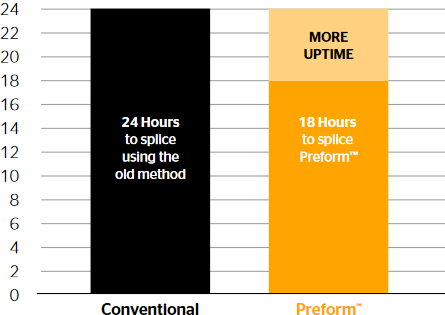 24
22
20
18
16
14
12
10
8
6
4
2
0
24 Hours
to splice
using the
old method
MORE
UPTIME
18 Hours
to splice
Preform™
Conventional
Preform™